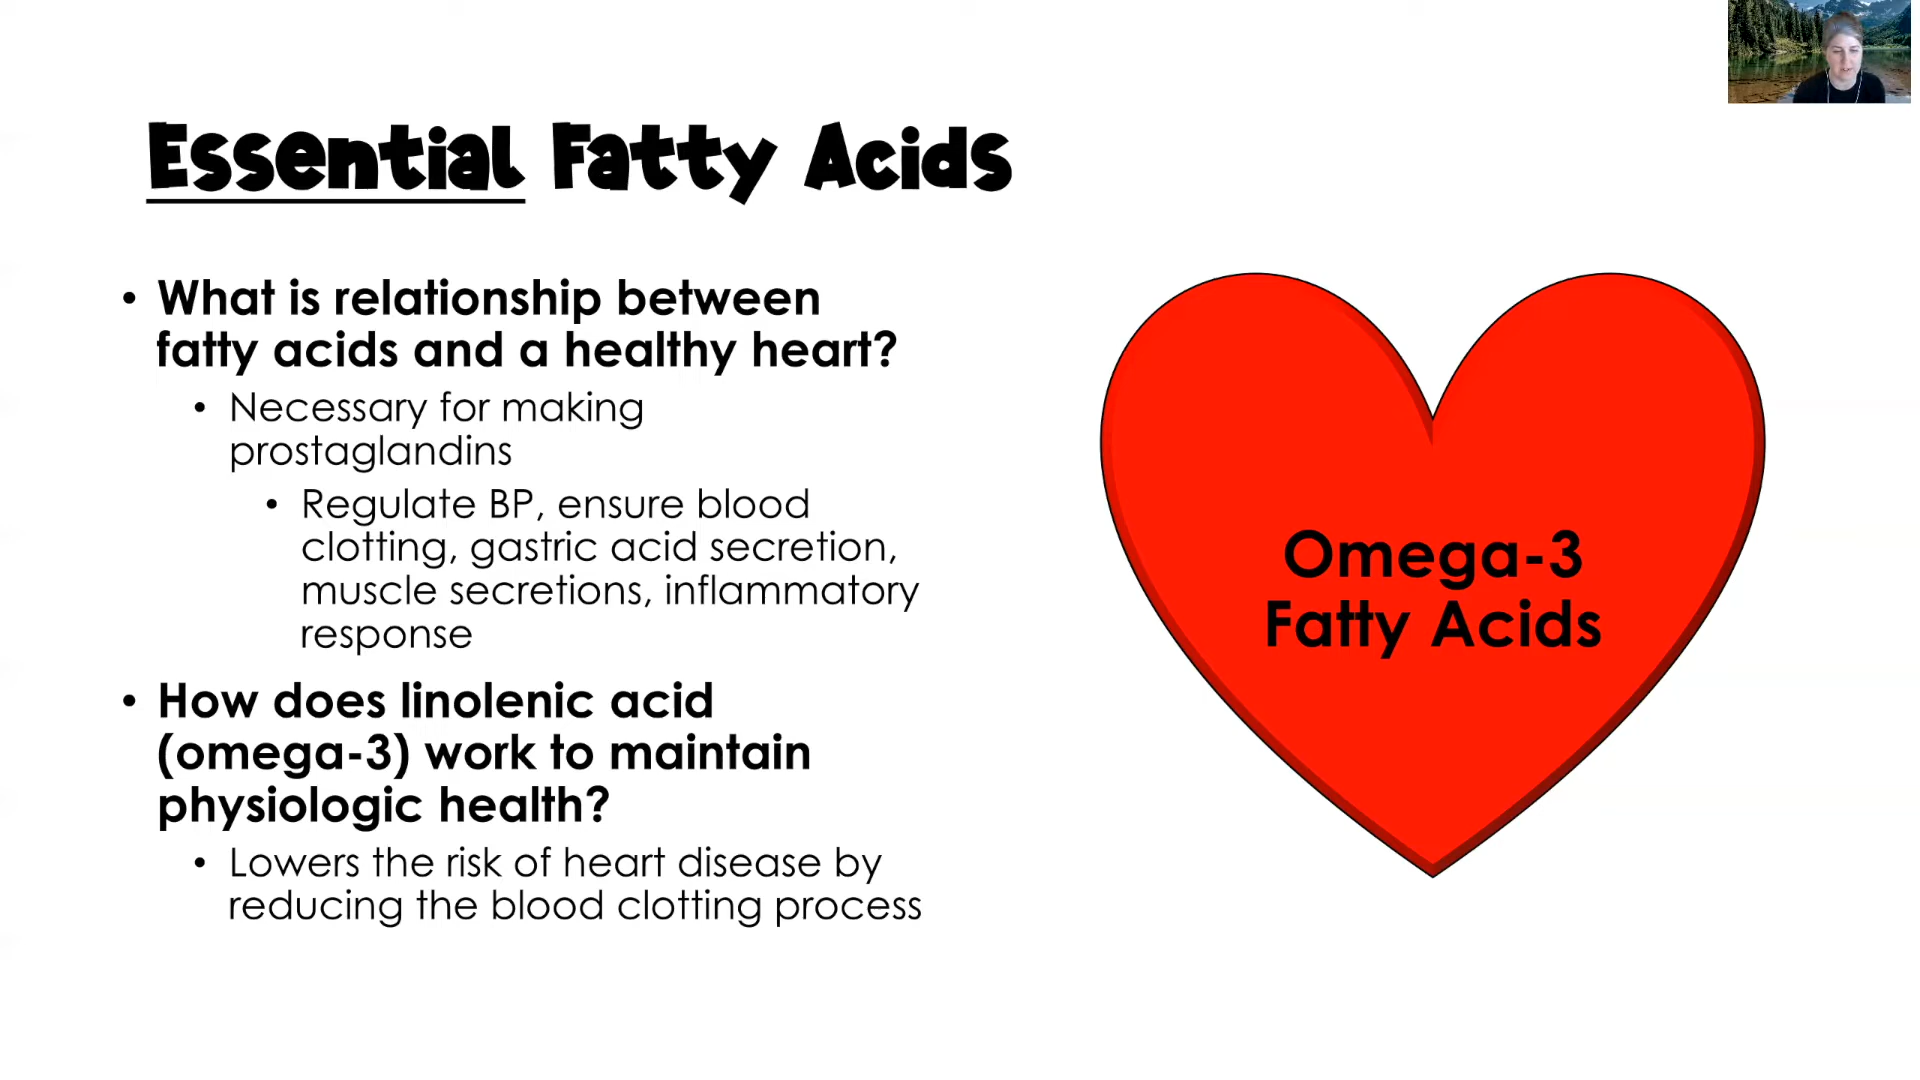 Essential Fatty Acids
• What is relationship between
fatty acids and a healthy heart?
• Necessary for making
prostaglandins
• Regulate BP, ensure blood
clotting, gastric acid secretion,
muscle secretions, inflammatory
response
• How does linolenic acid
(omega-3) work to maintain
physiologic health?
• Lowers the risk of heart disease by
reducing the blood clotting process
Omega-3
Fatty Acids